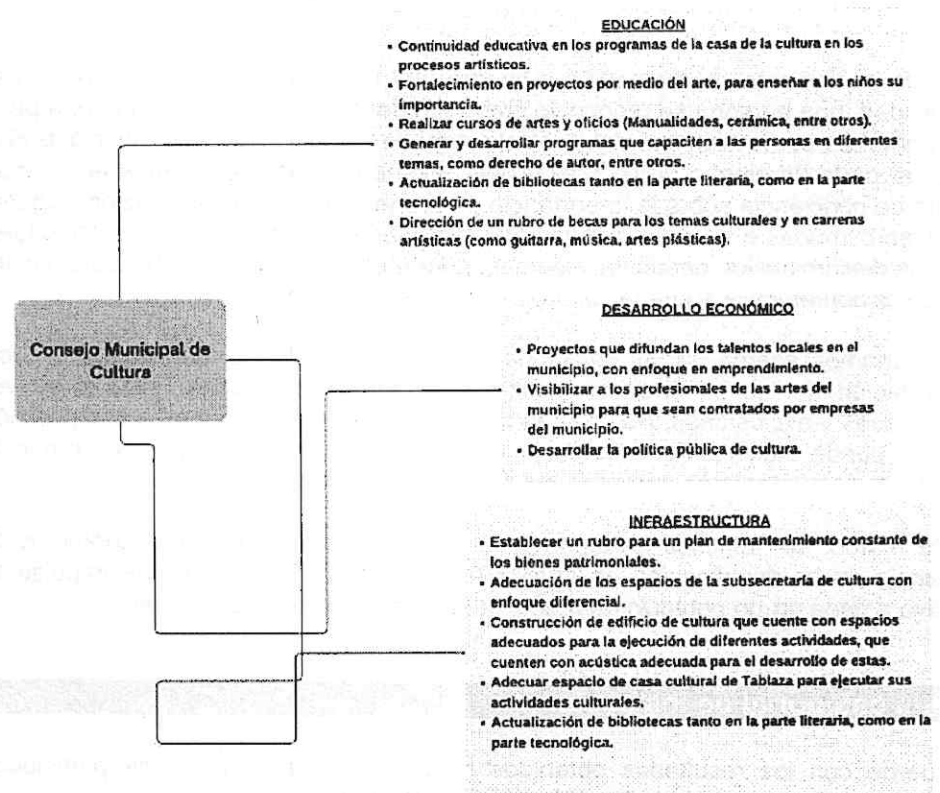 EDUCACIÓN
• Continuidad educativa en los programas de la casa de la cultura en los
procesos artísticos.
• Fortalecimiento en proyectos por medio del arte, para enseñar a los niños su
importancia.
• Realizar cursos de artes y oficios (Manualidades, cerámica, entre otros).
• Generar y desarrollar programas que capaciten a las personas en diferentes
temas, como derecho de autor, entre otros.
• Actualización de bibliotecas tanto en la parte literaria, como en la parte
tecnológica.
• Dirección de un rubro de becas para los temas culturales y en carreras
artísticas (como guitarra, música, artes plásticas).
Consejo Municipal de
Cultura
DESARROLLO ECONÓMICO
• Proyectos que difundan los talentos locales en el
municipio, con enfoque en emprendimiento.
• Visibilizar a los profesionales de las artes del
municipio para que sean contratados por empresas
del municipio.
• Desarrollar la política pública de cultura.
INFRAESTRUCTURA
• Establecer un rubro para un plan de mantenimiento constante de
los bienes patrimoniales.
• Adecuación de los espacios de la subsecretaría de cultura con
enfoque diferencial.
• Construcción de edificio de cultura que cuente con espacios
adecuados para la ejecución de diferentes actividades, que
cuenten con acústica adecuada para el desarrollo de estas.
• Adecuar espacio de casa cultural de Tablaza para ejecutar sus
actividades culturales.
• Actualización de bibliotecas tanto en la parte literaria, como en la
parte tecnológica.